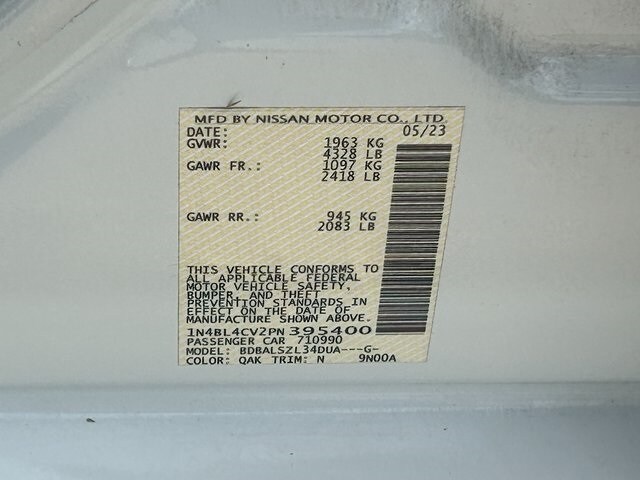 MFD BY NISSAN MOTOR CO., LTD.
DATE: 05/23
GVWR: 1963 KG
4328 LB
GAWR FR.: 1097 KG
2418 LB
GAWR RR.: 945 KG
2083 LB
THIS VEHICLE CONFORMS TO
ALL APPLICABLE FEDERAL
MOTOR VEHICLE SAFETY,
BUMPER, AND THEFT
PREVENTION STANDARDS IN
EFFECT ON THE DATE OF
MANUFACTURE SHOWN ABOVE.
1N4BL4CV2PN395400
PASSENGER CAR 710990
MODEL: BDBALSZL34DUA---G-
COLOR: QAK TRIM: N 9N00A